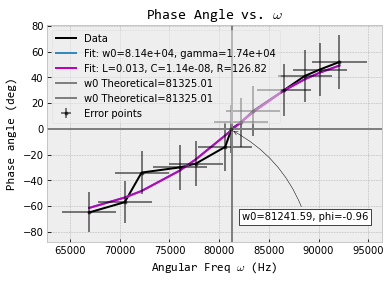 Phase Angle vs. ω
Phase angle (deg)
80
60
40
20
0
−20
−40
−60
−80
Data
Fit: w0=8.14e+04, gamma=1.74e+04
Fit: L=0.013, C=1.14e-08, R=126.82
w0 Theoretical=81325.01
w0 Theoretical=81325.01
Error points
w0=81241.59, phi=-0.96
65000 70000 75000 80000 85000 90000 95000
Angular Freq ω (Hz)